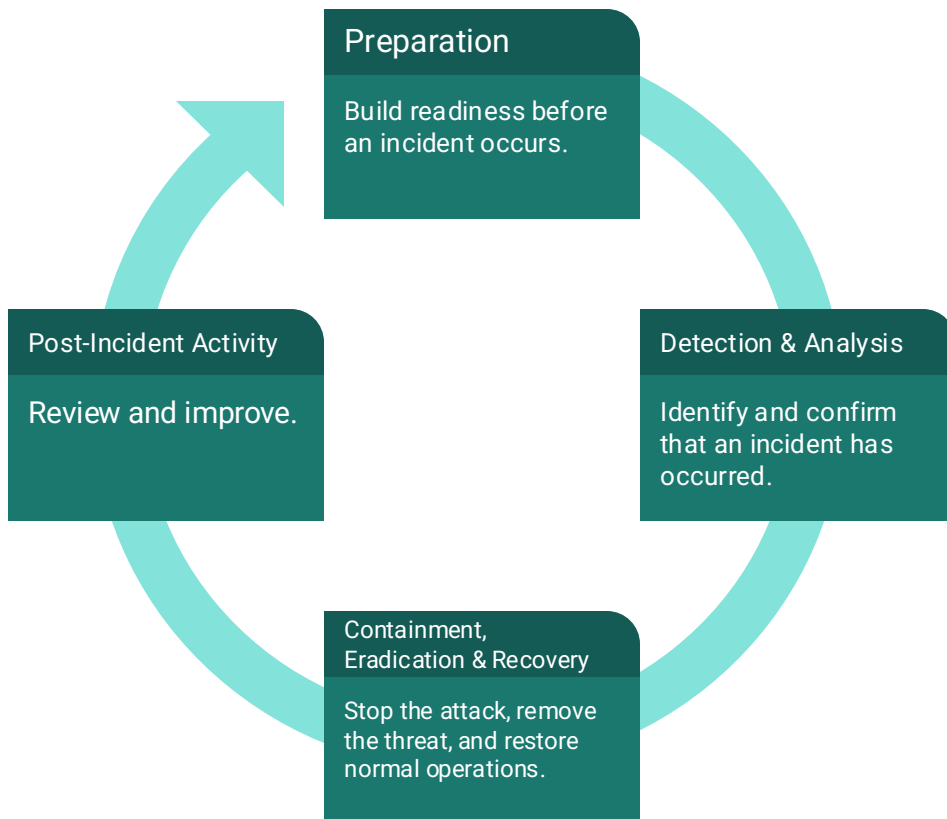 Preparation
Build readiness before
an incident occurs.
Post-Incident Activity
Review and improve.
Detection & Analysis
Identify and confirm
that an incident has
occurred.
Containment,
Eradication & Recovery
Stop the attack, remove
the threat, and restore
normal operations.